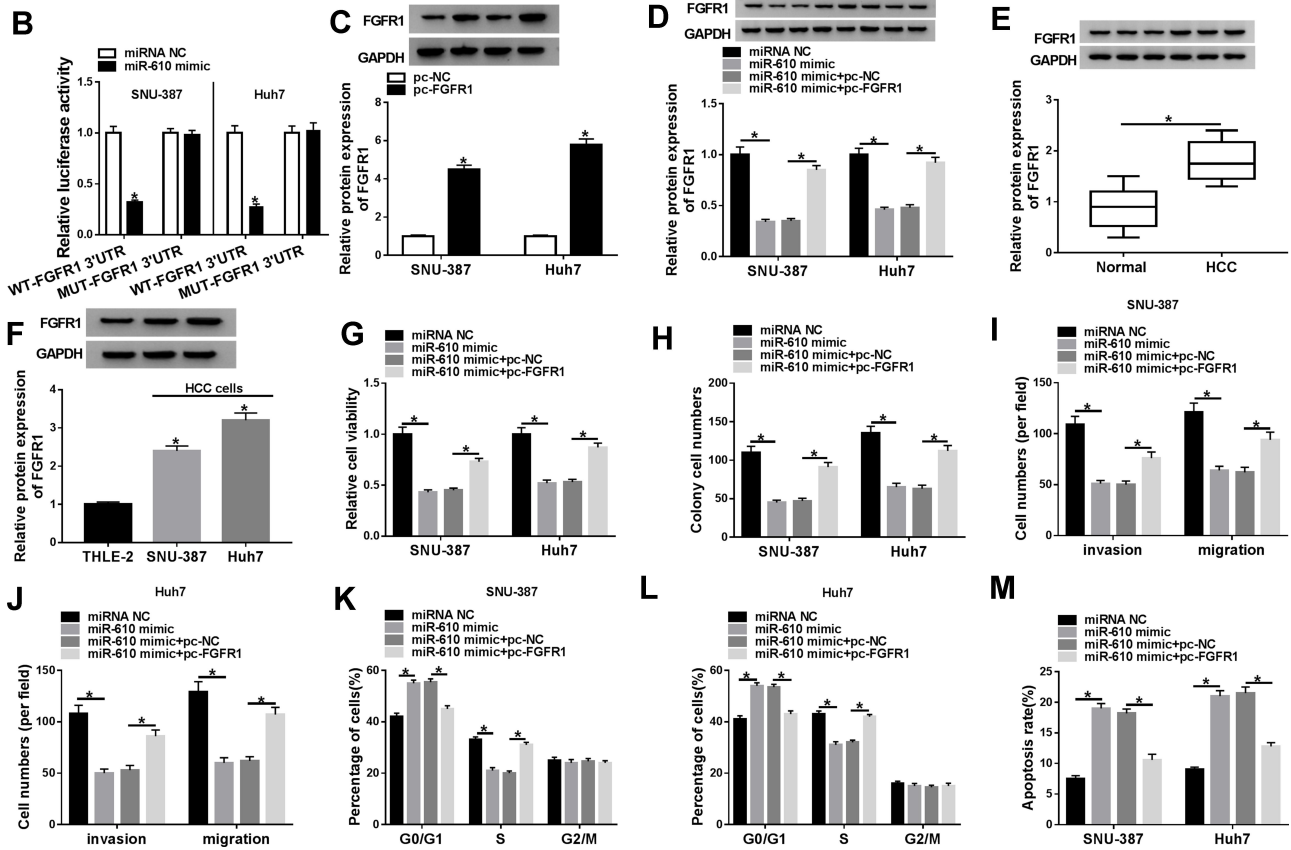 B
miRNA NC
miR-610 mimic
Relative luciferase activity
1.5
1.0
0.5
0.0
SNU-387
Huh7
*
*
WT-FGFR1 3'UTR
MUT-FGFR1 3'UTR
WT-FGFR1 3'UTR
MUT-FGFR1 3'UTR
C
FGFR1
GAPDH
pc-NC
pc-FGFR1
Relative protein expression
of FGFR1
8
6
4
2
0
*
*
SNU-387
Huh7
D
FGFR1
GAPDH
miRNA NC
miR-610 mimic
miR-610 mimic+pc-NC
miR-610 mimic+pc-FGFR1
Relative protein expression
of FGFR1
1.5
1.0
0.5
0.0
*
*
*
*
SNU-387
Huh7
E
FGFR1
GAPDH
Relative protein expression
of FGFR1
3
2
1
0
*
Normal
HCC
F
FGFR1
GAPDH
Relative protein expression
of FGFR1
4
3
2
1
0
HCC cells
*
*
THLE-2
SNU-387
Huh7
G
miRNA NC
miR-610 mimic
miR-610 mimic+pc-NC
miR-610 mimic+pc-FGFR1
Relative cell viability
1.5
1.0
0.5
0.0
*
*
*
*
SNU-387
Huh7
H
miRNA NC
miR-610 mimic
miR-610 mimic+pc-NC
miR-610 mimic+pc-FGFR1
Colony cell numbers
200
150
100
50
0
*
*
*
*
SNU-387
Huh7
I
SNU-387
miRNA NC
miR-610 mimic
miR-610 mimic+pc-NC
miR-610 mimic+pc-FGFR1
Cell numbers (per field)
150
100
50
0
*
*
*
*
invasion
migration
J
Huh7
miRNA NC
miR-610 mimic
miR-610 mimic+pc-NC
miR-610 mimic+pc-FGFR1
Cell numbers (per field)
150
100
50
0
*
*
*
*
invasion
migration
K
SNU-387
miRNA NC
miR-610 mimic
miR-610 mimic+pc-NC
miR-610 mimic+pc-FGFR1
Percentage of cells(%)
60
40
20
0
*
*
*
*
G0/G1
S
G2/M
L
Huh7
miRNA NC
miR-610 mimic
miR-610 mimic+pc-NC
miR-610 mimic+pc-FGFR1
Percentage of cells(%)
60
40
20
0
*
*
*
*
G0/G1
S
G2/M
M
miRNA NC
miR-610 mimic
miR-610 mimic+pc-NC
miR-610 mimic+pc-FGFR1
Apoptosis rate(%)
25
20
15
10
5
0
*
*
*
*
SNU-387
Huh7